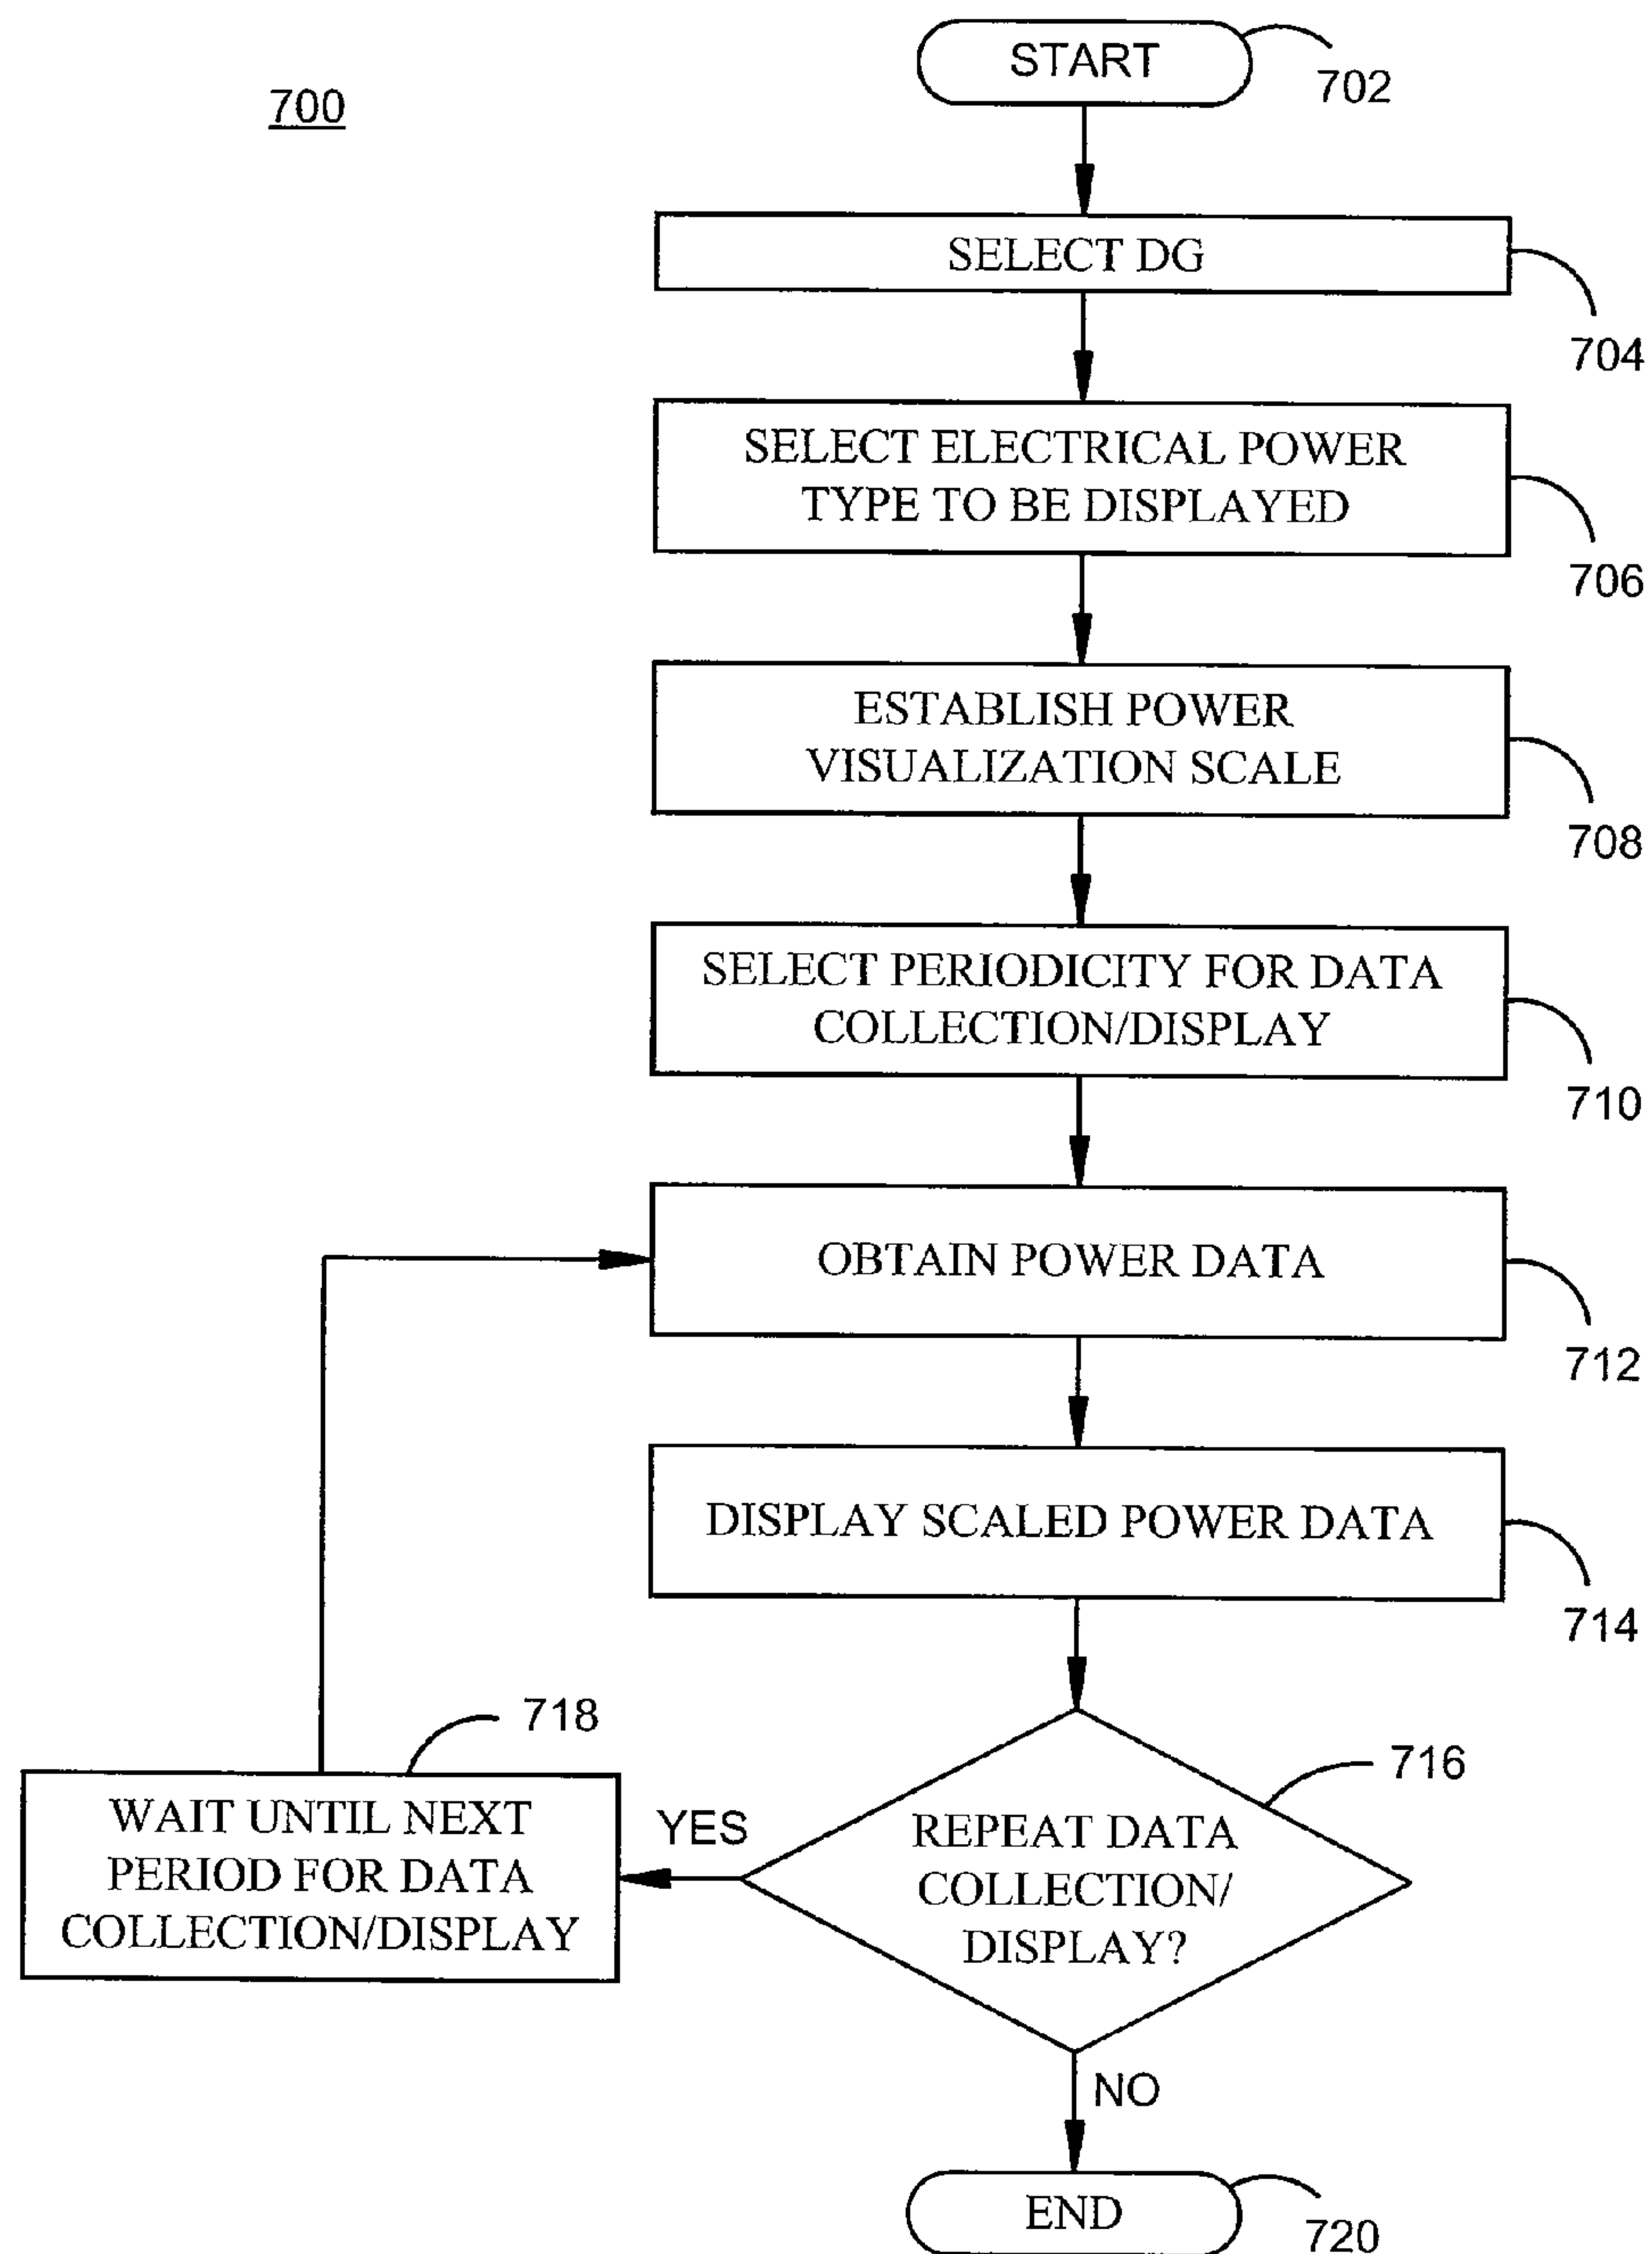 700
START
702
SELECT DG
704
SELECT ELECTRICAL POWER
TYPE TO BE DISPLAYED
706
ESTABLISH POWER
VISUALIZATION SCALE
708
SELECT PERIODICITY FOR DATA
COLLECTION/DISPLAY
710
OBTAIN POWER DATA
712
DISPLAY SCALED POWER DATA
714
716
REPEAT DATA
COLLECTION/
DISPLAY?
YES
718
WAIT UNTIL NEXT
PERIOD FOR DATA
COLLECTION/DISPLAY
NO
END
720